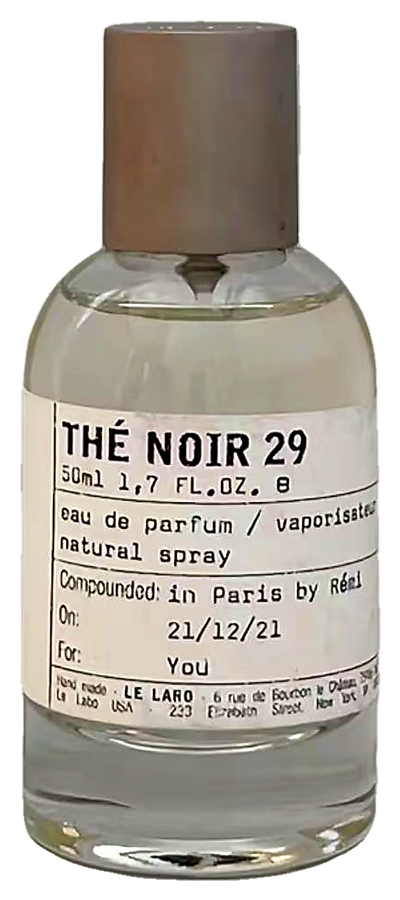 THÉ NOIR 29
50ml 1,7 FL.OZ. e
eau de parfum / vaporisateur
natural spray
Compounded: in Paris by Rémi
On: 21/12/21
For: You
Hand made · LE LABO · 6 rue de Bourbon le Château,
Le Labo USA · 233 Elizabeth Street, New York,